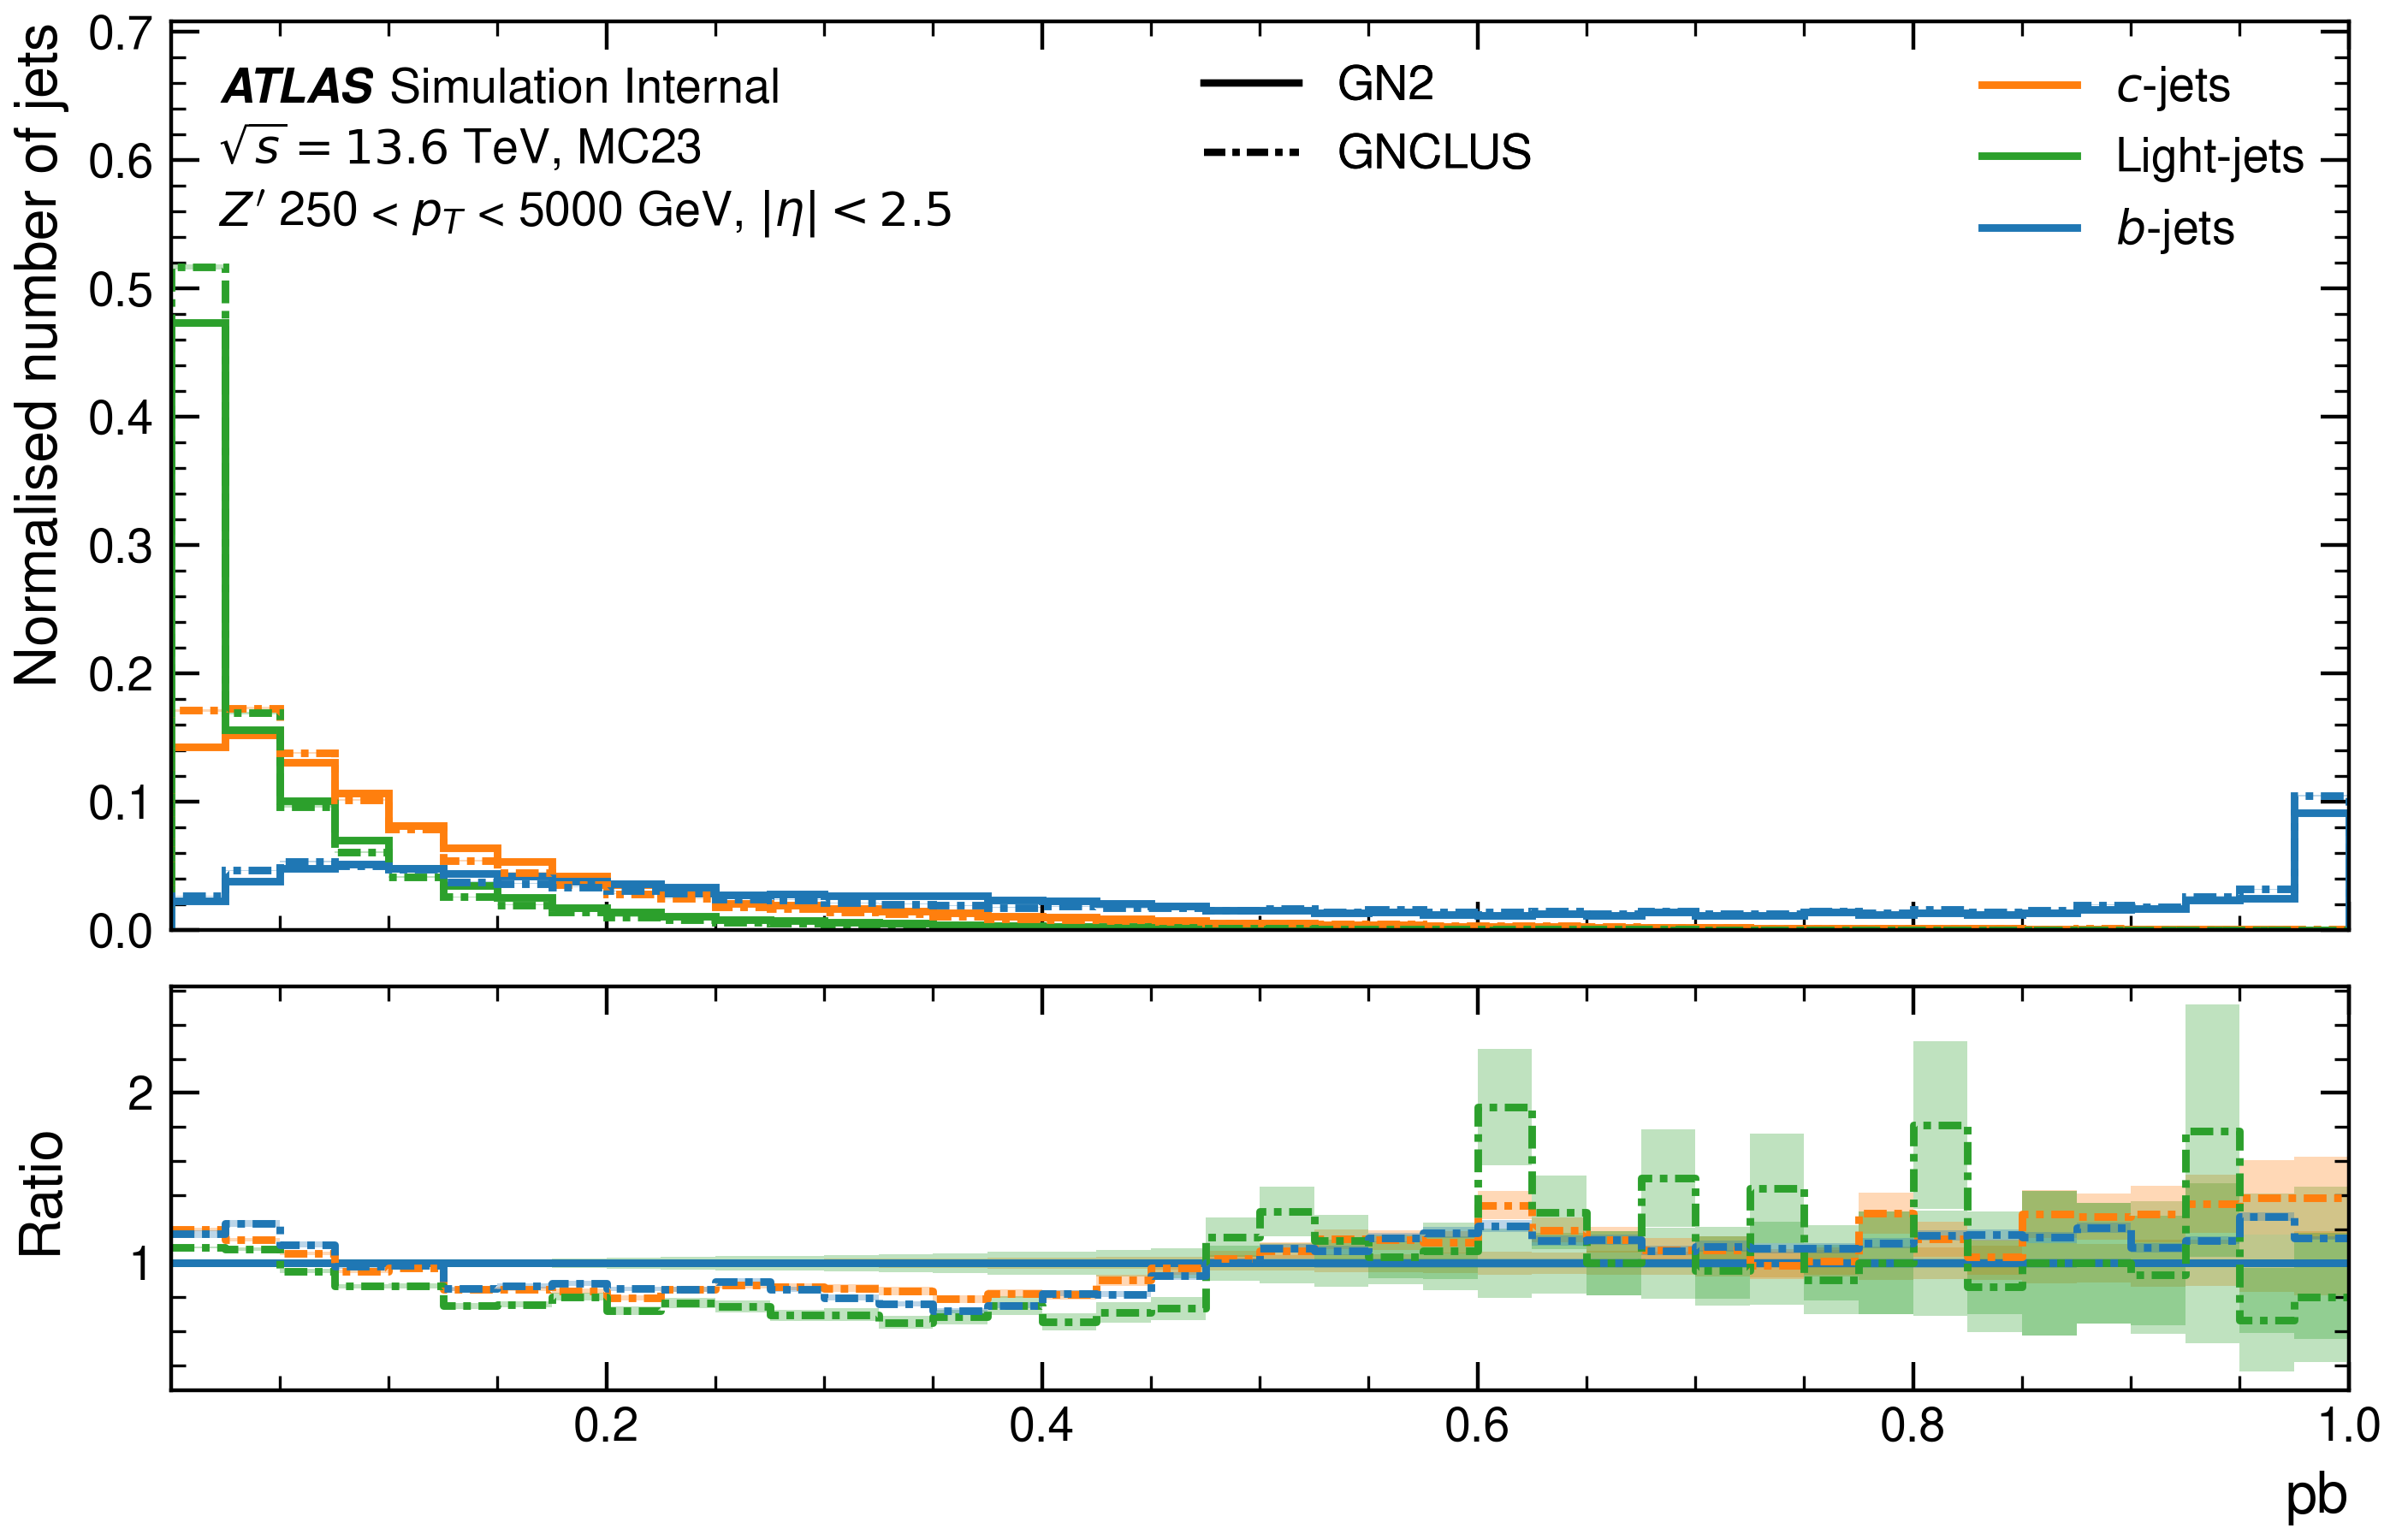 Normalised number of jets
0.7
0.6
0.5
0.4
0.3
0.2
0.1
0.0
ATLAS Simulation Internal
√s = 13.6 TeV, MC23
Z′ 250 < pT < 5000 GeV, |η| < 2.5
GN2
GNCLUS
c-jets
Light-jets
b-jets
Ratio
2
1
0.2 0.4 0.6 0.8 1.0
pb